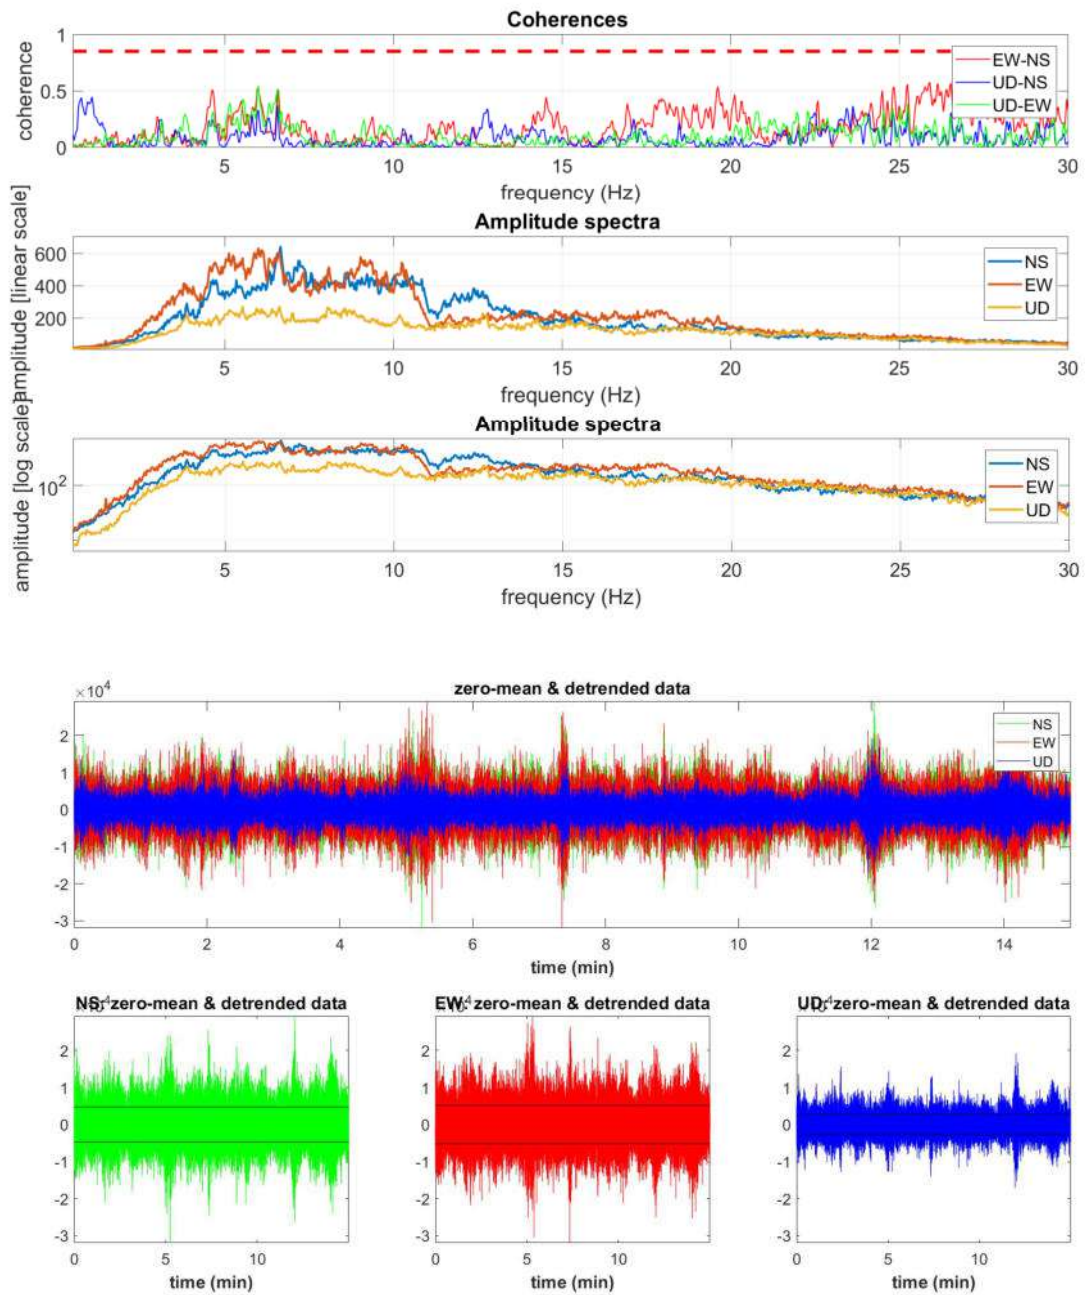 Coherences
1
0.5
0
coherence
EW-NS
UD-NS
UD-EW
5 10 15 20 25 30
frequency (Hz)
Amplitude spectra
600
400
200
amplitude [linear scale]
NS
EW
UD
5 10 15 20 25 30
frequency (Hz)
Amplitude spectra
10²
amplitude [log scale]
NS
EW
UD
5 10 15 20 25 30
frequency (Hz)
zero-mean & detrended data
×10⁴
2
1
0
-1
-2
-3
NS
EW
UD
0 2 4 6 8 10 12 14
time (min)
NS: zero-mean & detrended data
2
1
0
-1
-2
-3
0 5 10
time (min)
EW: zero-mean & detrended data
2
1
0
-1
-2
-3
0 5 10
time (min)
UD: zero-mean & detrended data
2
1
0
-1
-2
-3
0 5 10
time (min)